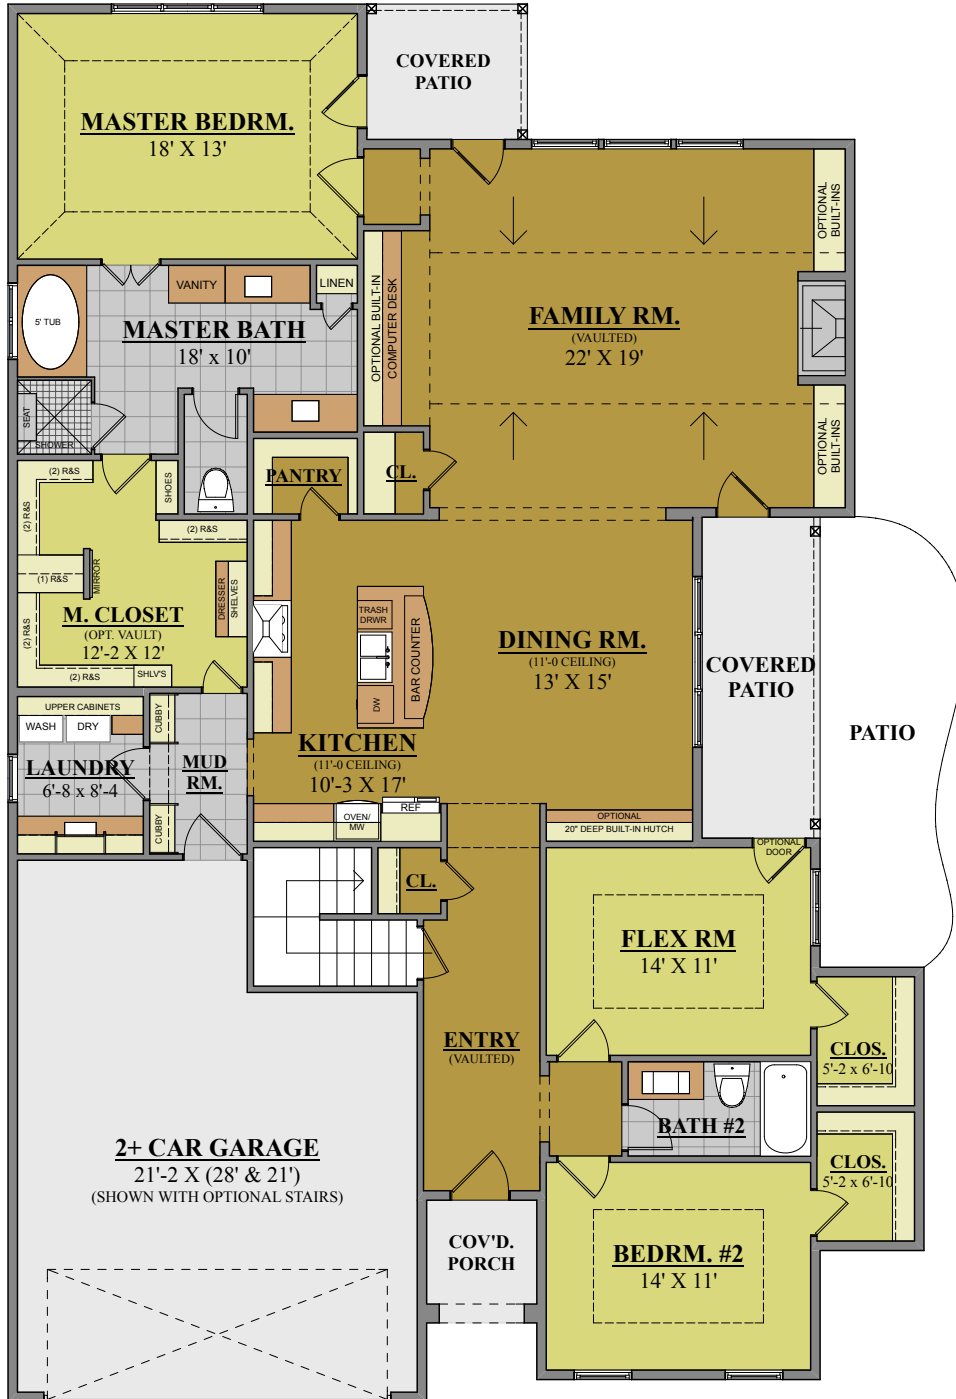 COVERED
PATIO
MASTER BEDRM.
18' X 13'
OPTIONAL
BUILT-INS
VANITY
LINEN
5' TUB
MASTER BATH
18' x 10'
OPTIONAL BUILT-IN
COMPUTER DESK
FAMILY RM.
(VAULTED)
22' X 19'
SEAT
SHOWER
OPTIONAL
BUILT-INS
(2) R&S
SHOES
PANTRY
CL.
(2) R&S
(2) R&S
(1) R&S
MIRROR
DRESSER
SHELVES
M. CLOSET
(OPT. VAULT)
12'-2 X 12'
(2) R&S
(2) R&S
SHLV'S
TRASH
DRWR
BAR COUNTER
DW
DINING RM.
(11'-0 CEILING)
13' X 15'
COVERED
PATIO
PATIO
UPPER CABINETS
WASH
DRY
CUBBY
LAUNDRY
6'-8 x 8'-4
MUD
RM.
CUBBY
KITCHEN
(11'-0 CEILING)
10'-3 X 17'
OVEN/
MW
REF
OPTIONAL
20" DEEP BUILT-IN HUTCH
OPTIONAL
DOOR
CL.
FLEX RM
14' X 11'
ENTRY
(VAULTED)
CLOS.
5'-2 x 6'-10
BATH #2
2+ CAR GARAGE
21'-2 X (28' & 21')
(SHOWN WITH OPTIONAL STAIRS)
CLOS.
5'-2 x 6'-10
COV'D.
PORCH
BEDRM. #2
14' X 11'